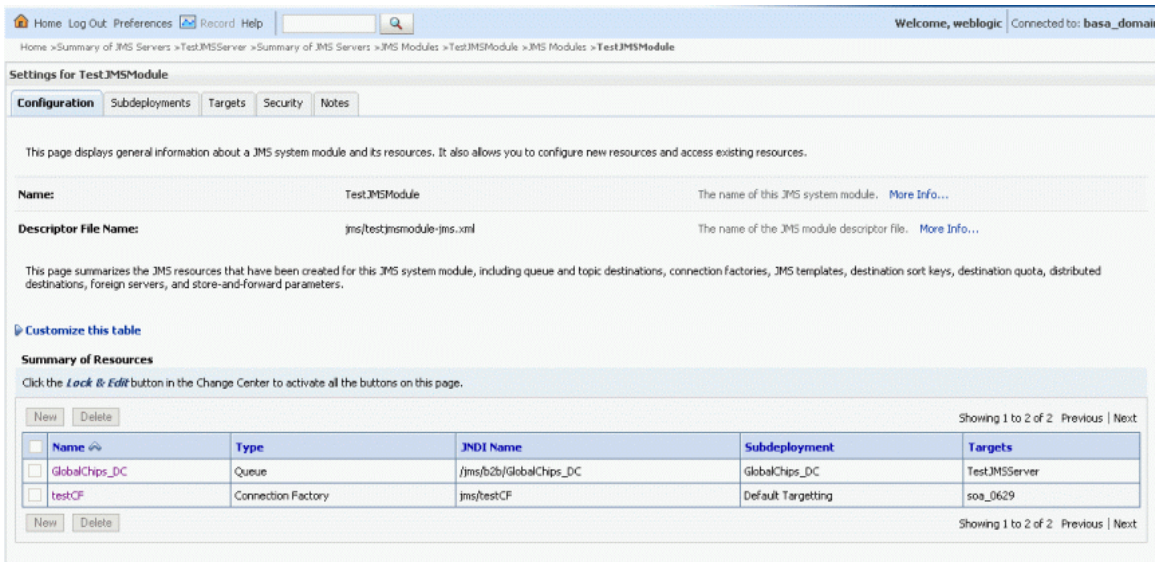 Home Log Out Preferences Record Help Welcome, weblogic Connected to: basa_domain
Home >Summary of JMS Servers >TestJMSServer >Summary of JMS Servers >JMS Modules >TestJMSModule >JMS Modules >TestJMSModule
Settings for TestJMSModule
Configuration Subdeployments Targets Security Notes
This page displays general information about a JMS system module and its resources. It also allows you to configure new resources and access existing resources.
Name: TestJMSModule The name of this JMS system module. More Info...
Descriptor File Name: jms/testjmsmodule-jms.xml The name of the JMS module descriptor file. More Info...
This page summarizes the JMS resources that have been created for this JMS system module, including queue and topic destinations, connection factories, JMS templates, destination sort keys, destination quota, distributed
destinations, foreign servers, and store-and-forward parameters.
Customize this table
Summary of Resources
Click the Lock & Edit button in the Change Center to activate all the buttons on this page.
New Delete Showing 1 to 2 of 2 Previous | Next
Name Type JNDI Name Subdeployment Targets
GlobalChips_DC Queue /jms/b2b/GlobalChips_DC GlobalChips_DC TestJMSServer
testCF Connection Factory jms/testCF Default Targetting soa_0629
New Delete Showing 1 to 2 of 2 Previous | Next